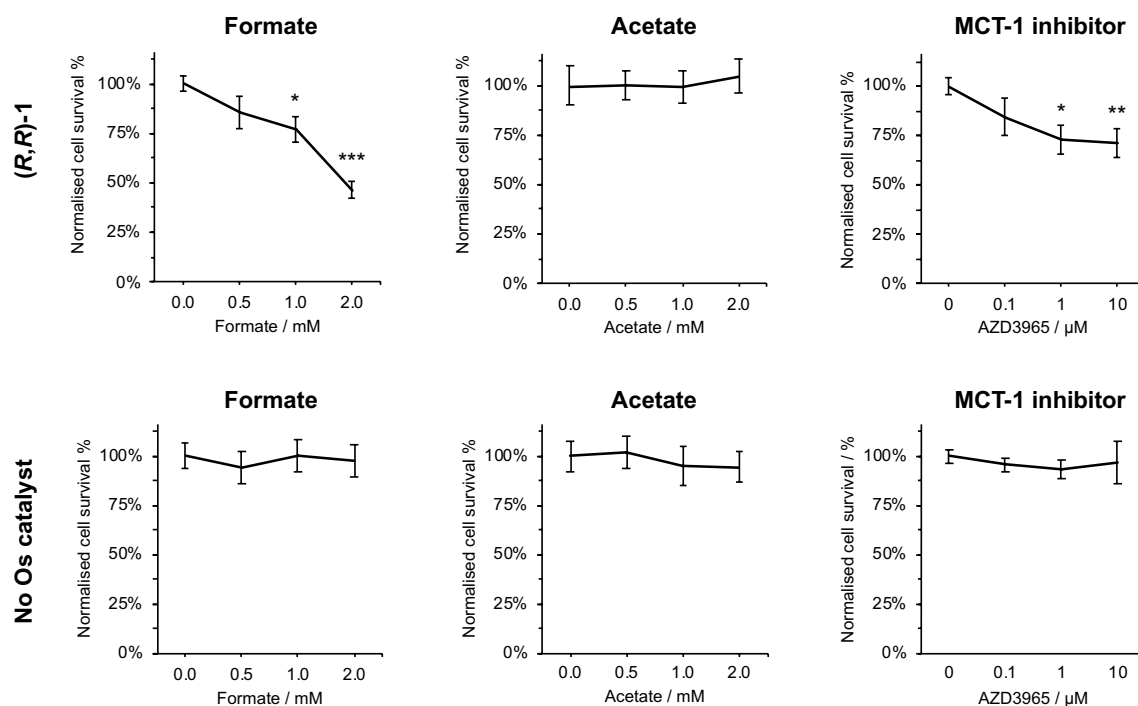 Formate
Acetate
MCT-1 inhibitor
(R,R)-1
Normalised cell survival %
100%
75%
50%
25%
0%
* ***
0.0 0.5 1.0 2.0
Formate / mM
Normalised cell survival %
100%
75%
50%
25%
0%
0.0 0.5 1.0 2.0
Acetate / mM
Normalised cell survival %
100%
75%
50%
25%
0%
* **
0 0.1 1 10
AZD3965 / µM
Formate
Acetate
MCT-1 inhibitor
No Os catalyst
Normalised cell survival %
100%
75%
50%
25%
0%
0.0 0.5 1.0 2.0
Formate / mM
Normalised cell survival %
100%
75%
50%
25%
0%
0.0 0.5 1.0 2.0
Acetate / mM
Normalised cell survival / %
100%
75%
50%
25%
0%
0 0.1 1 10
AZD3965 / µM